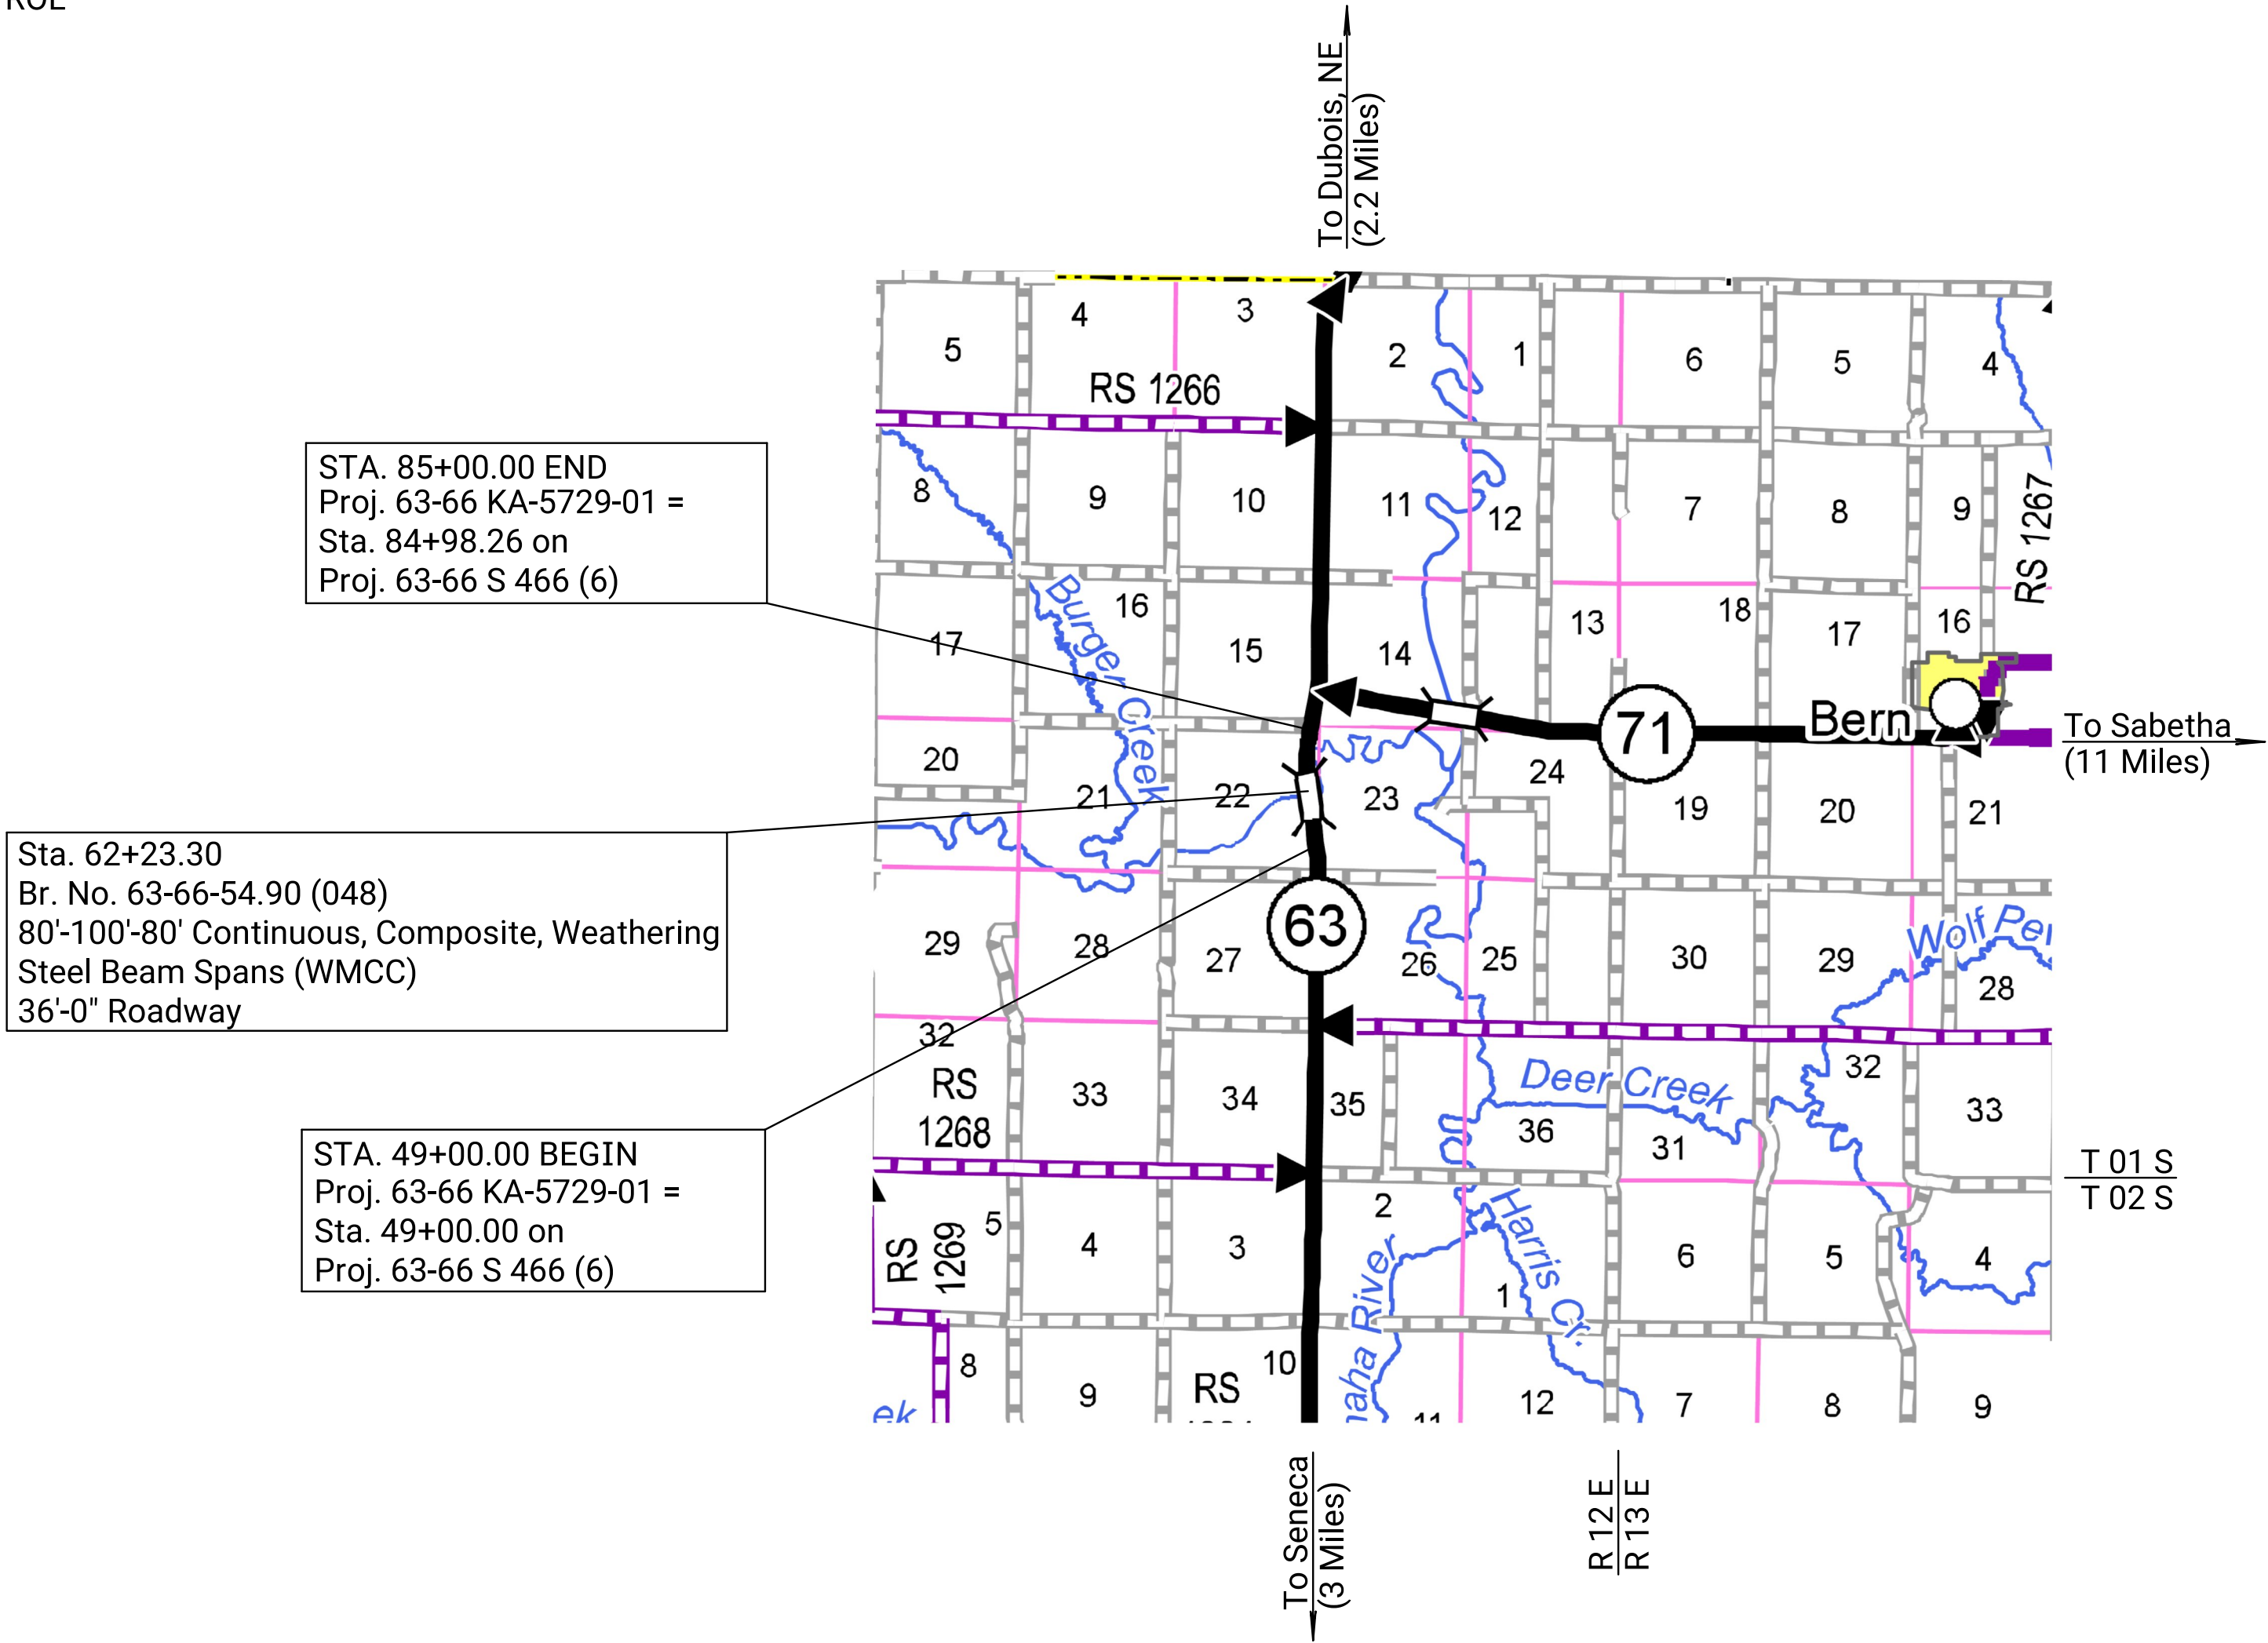 To Dubois, NE
(2.2 Miles)
4
3
5
2
1
6
5
4
RS 1266
STA. 85+00.00 END
Proj. 63-66 KA-5729-01 =
Sta. 84+98.26 on
Proj. 63-66 S 466 (6)
8
9
10
11
12
7
8
9
RS 1267
17
16
15
14
13
18
17
16
Burger Creek
71
Bern
To Sabetha
(11 Miles)
20
21
22
23
24
19
20
21
Sta. 62+23.30
Br. No. 63-66-54.90 (048)
80'-100'-80' Continuous, Composite, Weathering
Steel Beam Spans (WMCC)
36'-0" Roadway
63
29
28
27
26
25
30
29
28
Wolf
32
RS
1268
33
34
35
36
31
32
33
Deer Creek
STA. 49+00.00 BEGIN
Proj. 63-66 KA-5729-01 =
Sta. 49+00.00 on
Proj. 63-66 S 466 (6)
T 01 S
T 02 S
RS
1269
5
4
3
2
1
6
5
4
Harris Cr.
River
8
9
RS
10
11
12
7
8
9
To Seneca
(3 Miles)
R 12 E
R 13 E